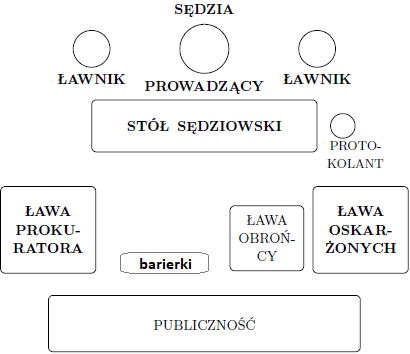 SĘDZIA
ŁAWNIK
PROWADZĄCY
ŁAWNIK
STÓŁ SĘDZIOWSKI
PROTO-
KOLANT
ŁAWA
PROKU-
RATORA
ŁAWA
OBROŃ-
CY
ŁAWA
OSKAR-
ŻONYCH
barierki
PUBLICZNOŚĆ